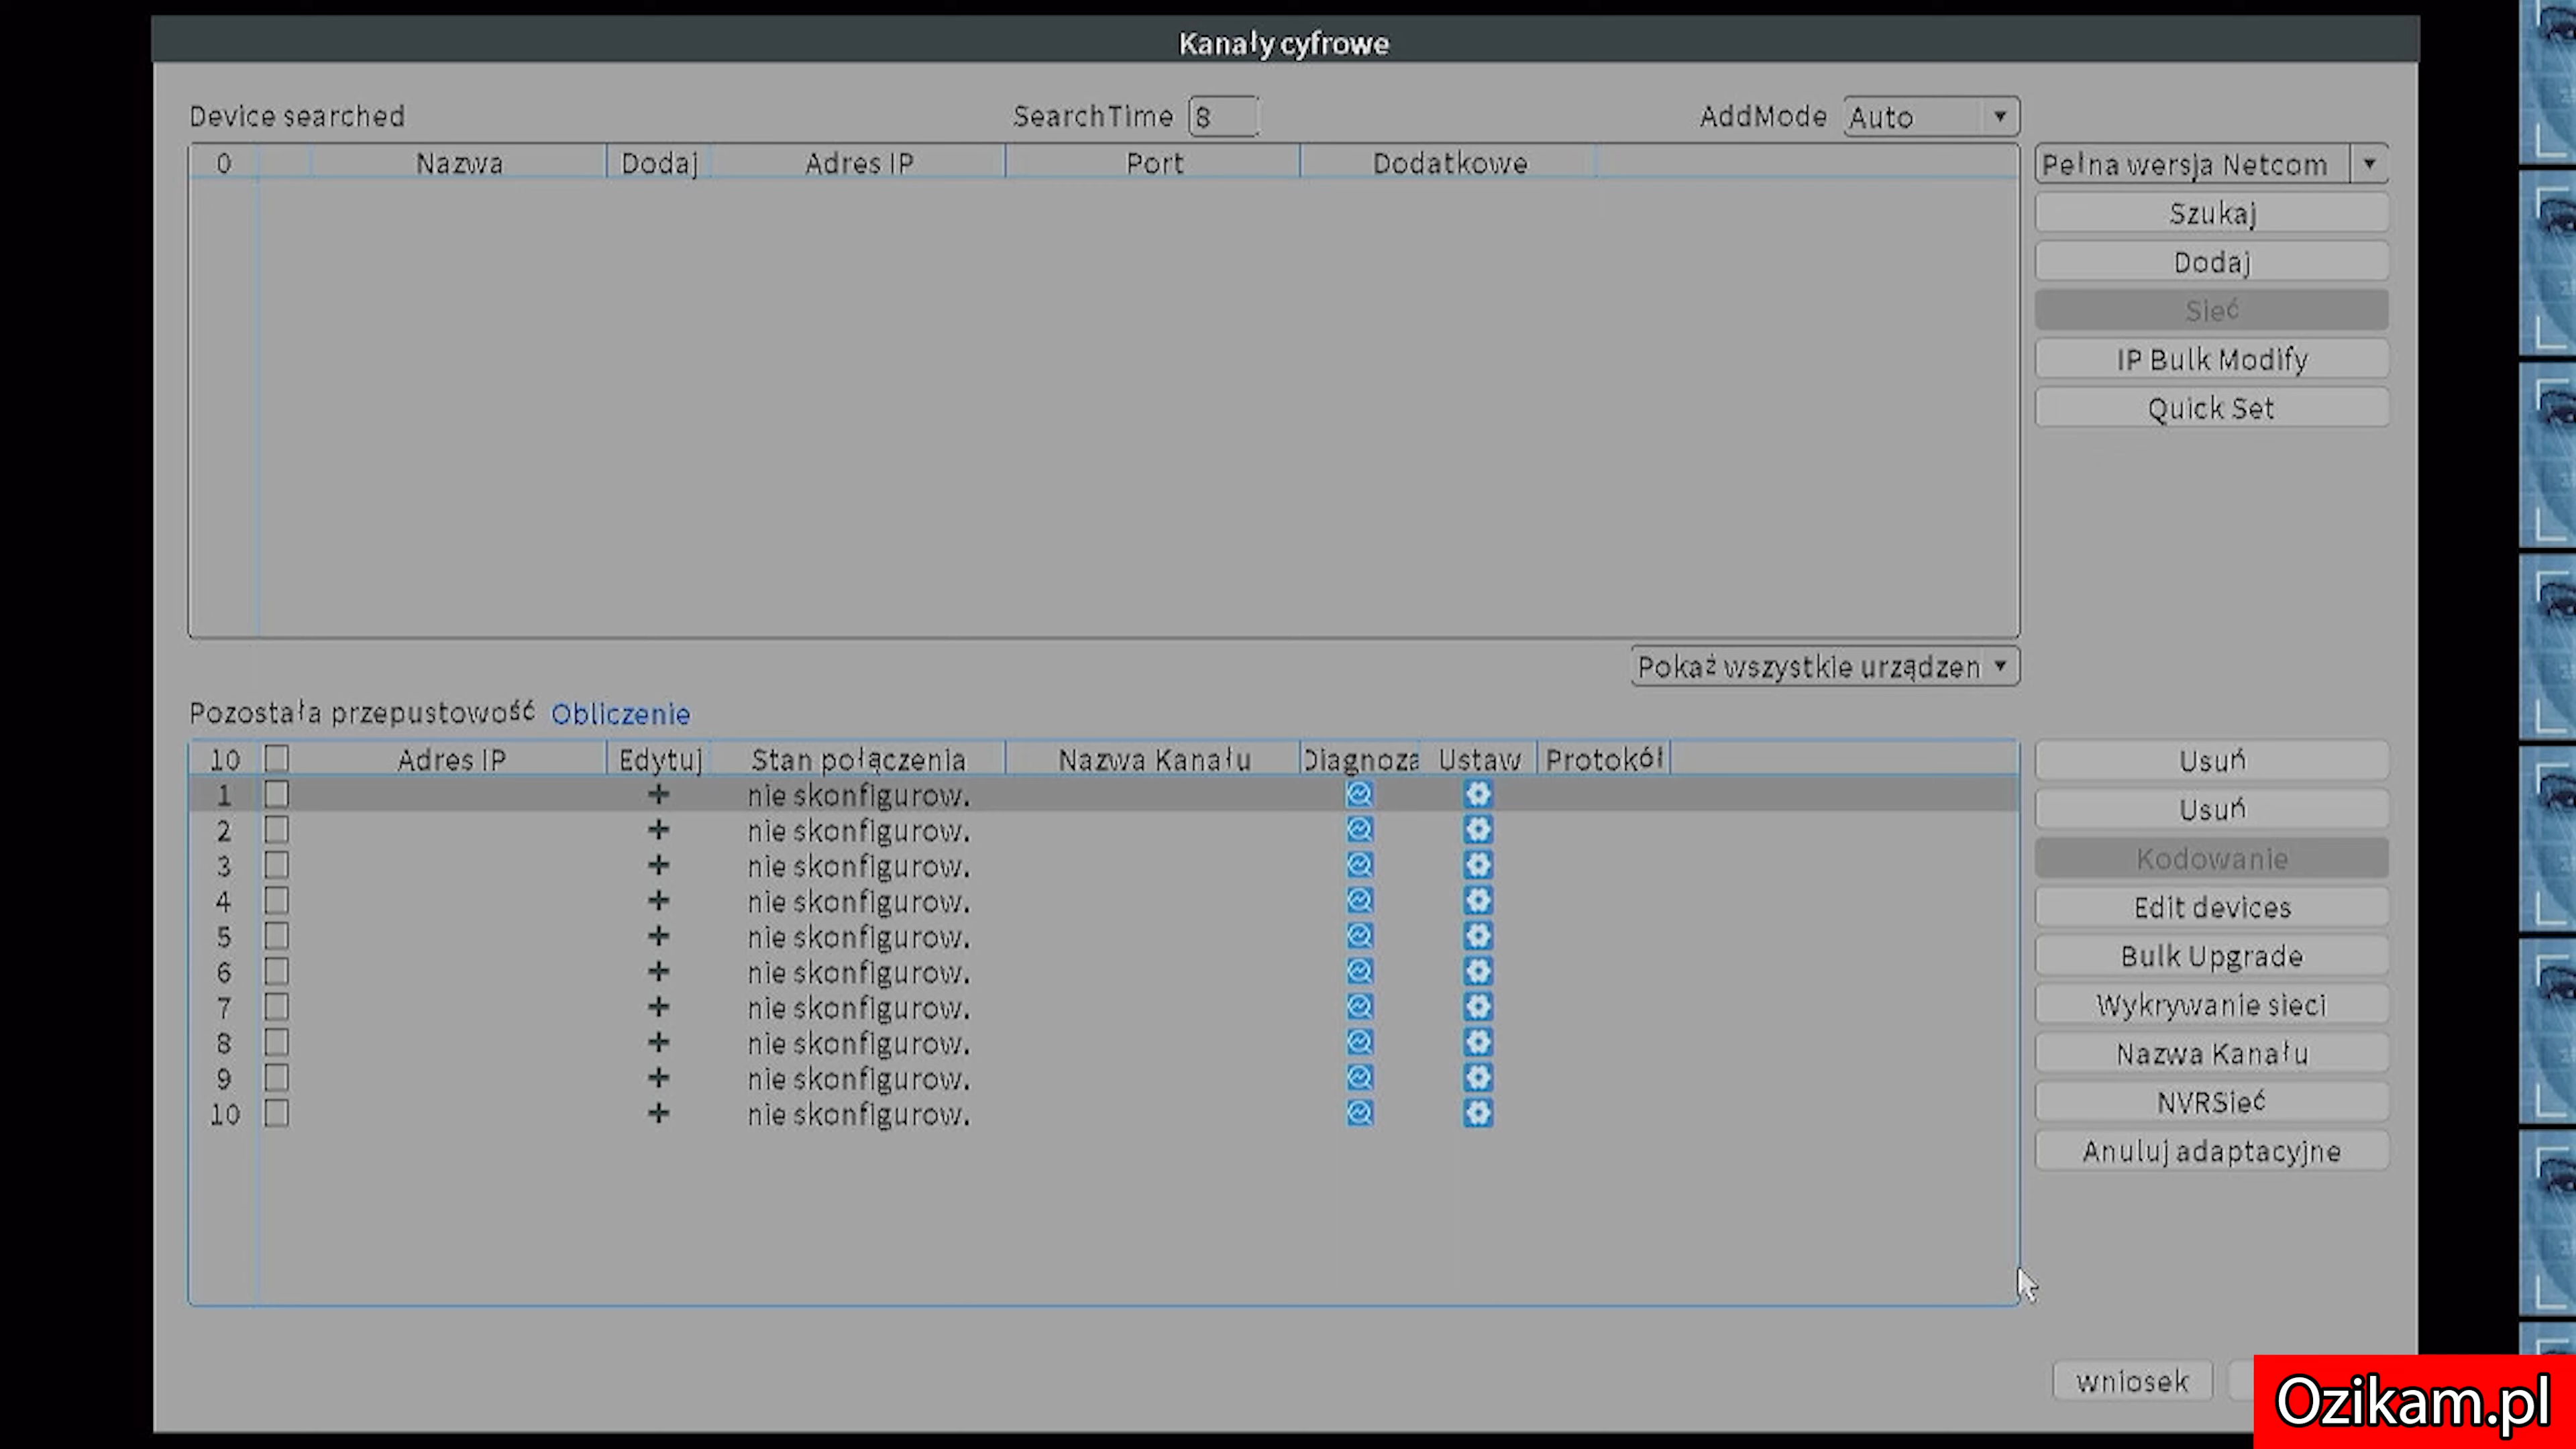 Kanały cyfrowe
Device searched SearchTime 8 AddMode Auto
0 Nazwa Dodaj Adres IP Port Dodatkowe
Pełna wersja Netcom
Szukaj
Dodaj
Sieć
IP Bulk Modify
Quick Set
Pokaż wszystkie urządzen
Pozostała przepustowość Obliczenie
10 Adres IP Edytuj Stan połączenia Nazwa Kanału Diagnoza Ustaw Protokół
1 nie skonfigurow.
2 nie skonfigurow.
3 nie skonfigurow.
4 nie skonfigurow.
5 nie skonfigurow.
6 nie skonfigurow.
7 nie skonfigurow.
8 nie skonfigurow.
9 nie skonfigurow.
10 nie skonfigurow.
Usuń
Usuń
Kodowanie
Edit devices
Bulk Upgrade
Wykrywanie sieci
Nazwa Kanału
NVRSieć
Anuluj adaptacyjne
wniosek
Ozikam.pl